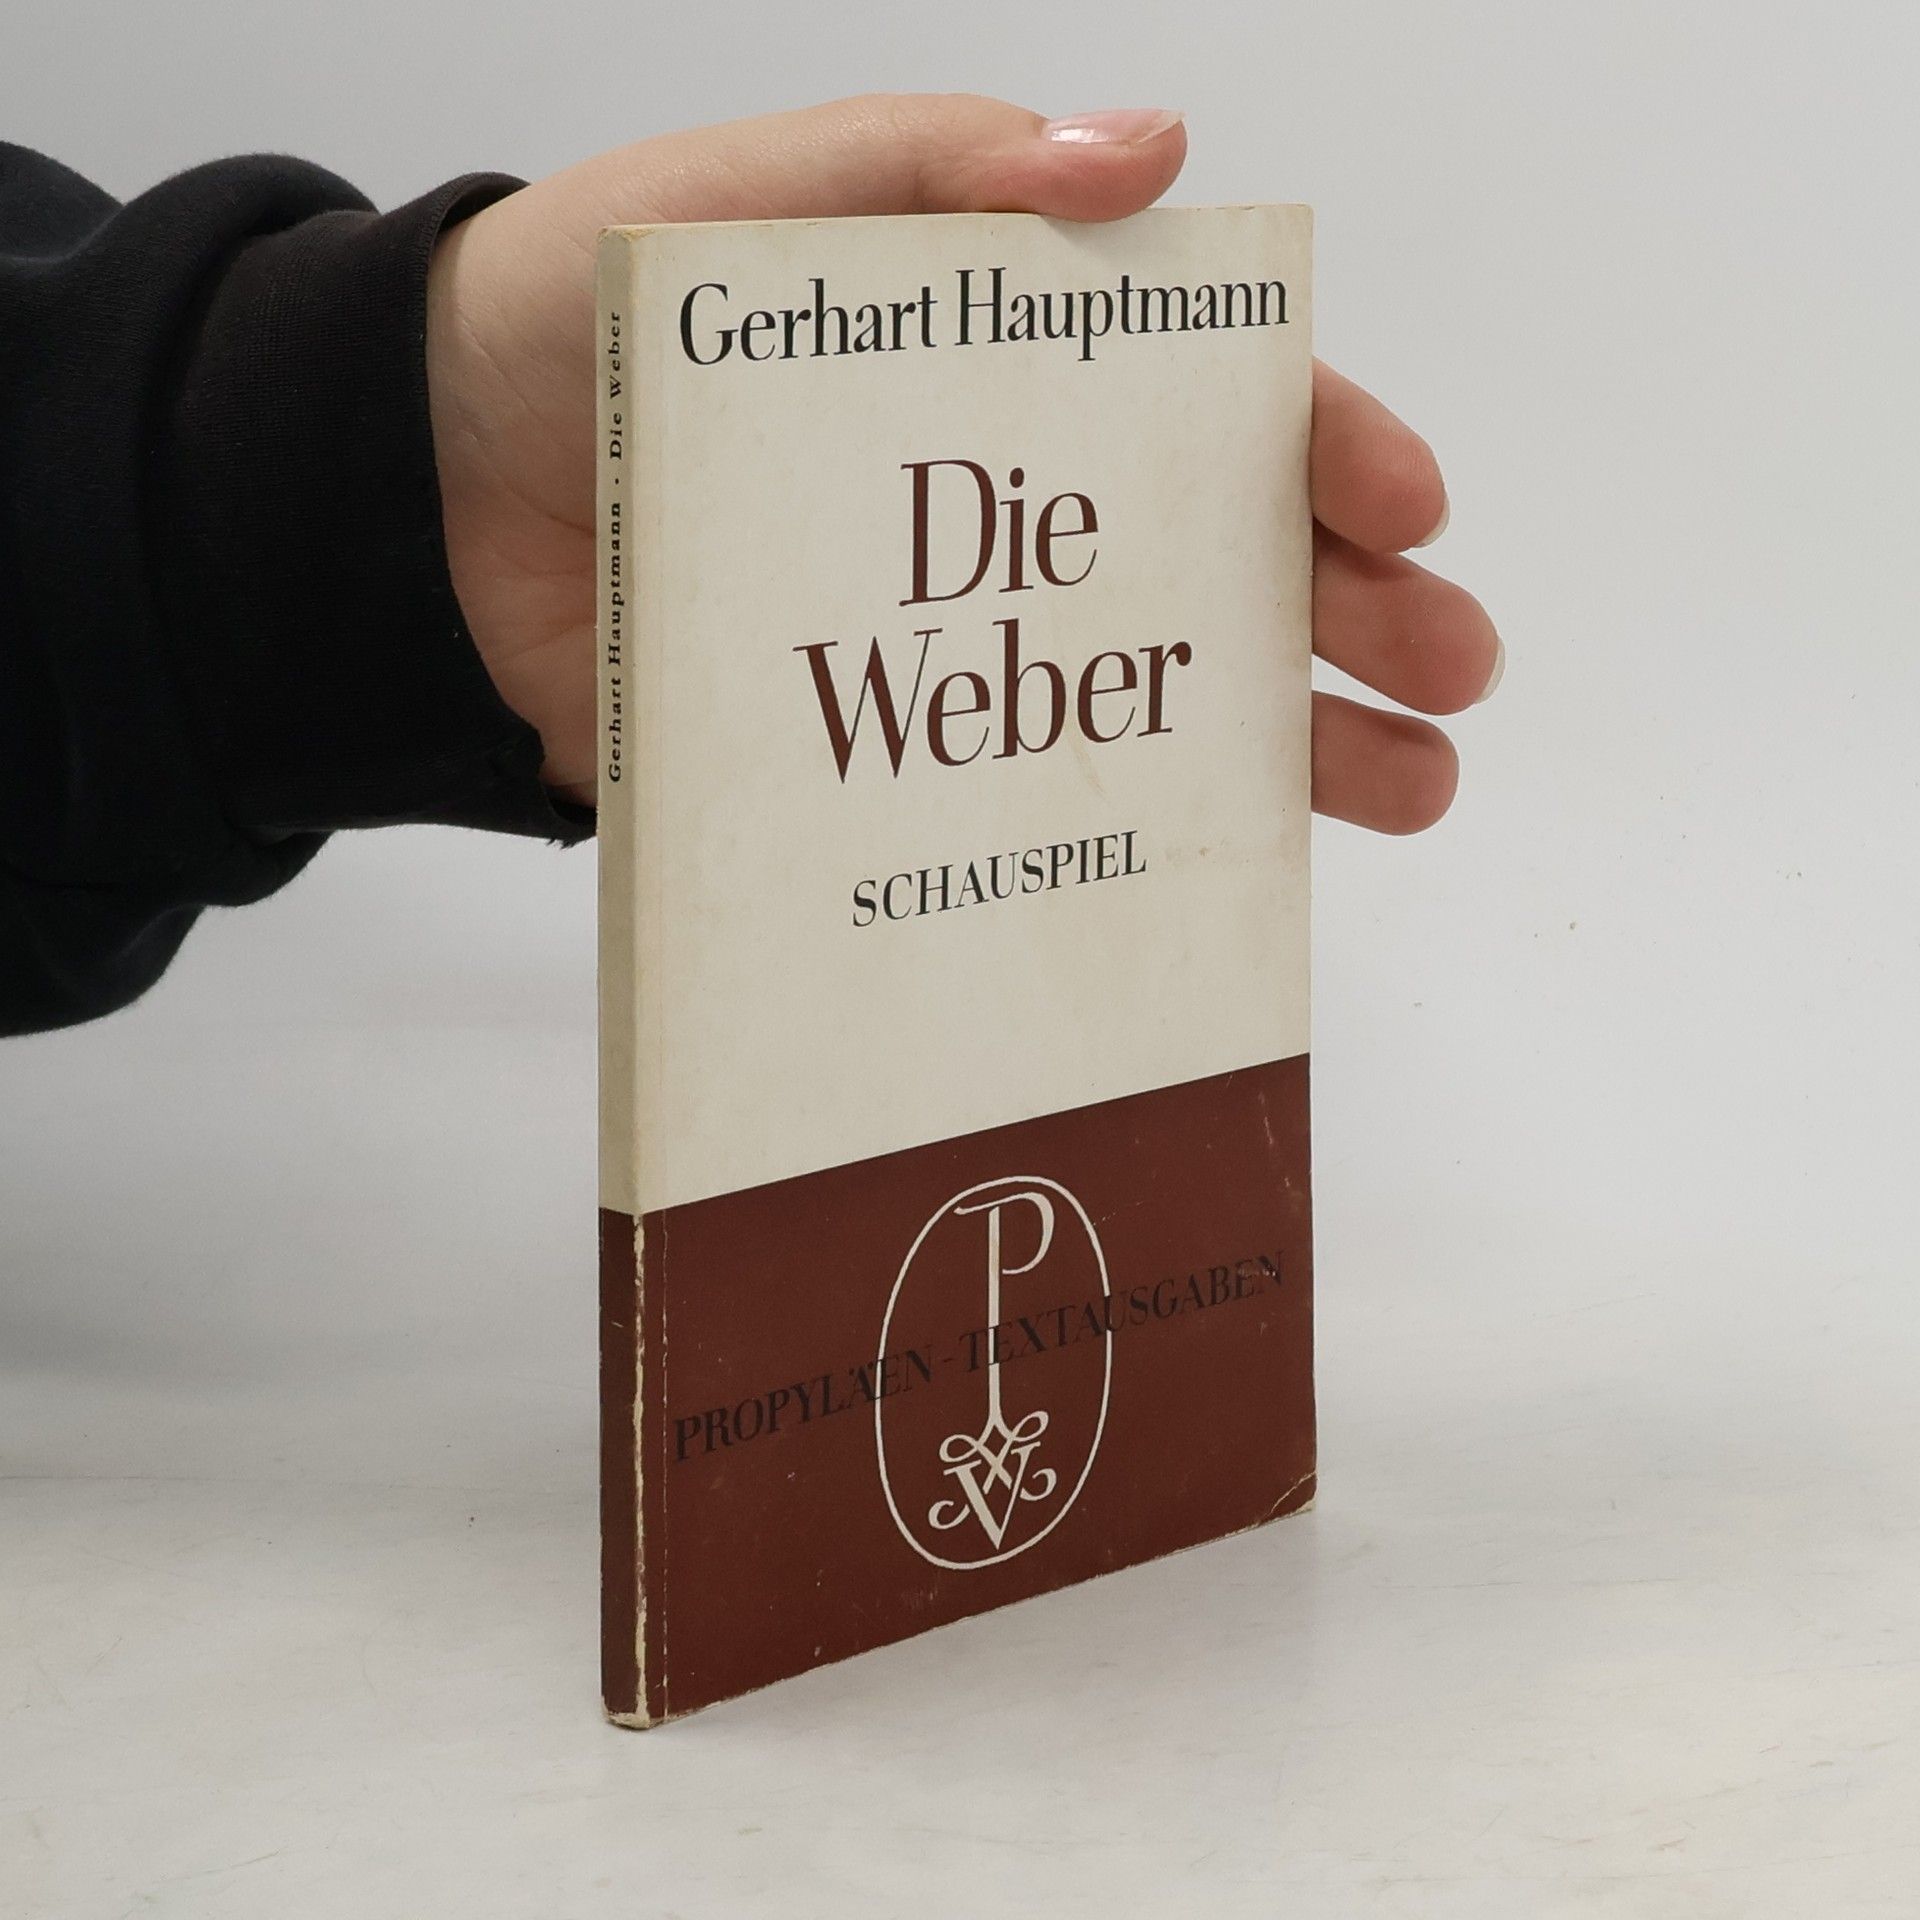 Gerhart Hauptmann · Die Weber
Gerhart Hauptmann
Die
Weber
SCHAUSPIEL
PROPYLÄEN-TEXTAUSGABEN
P
V